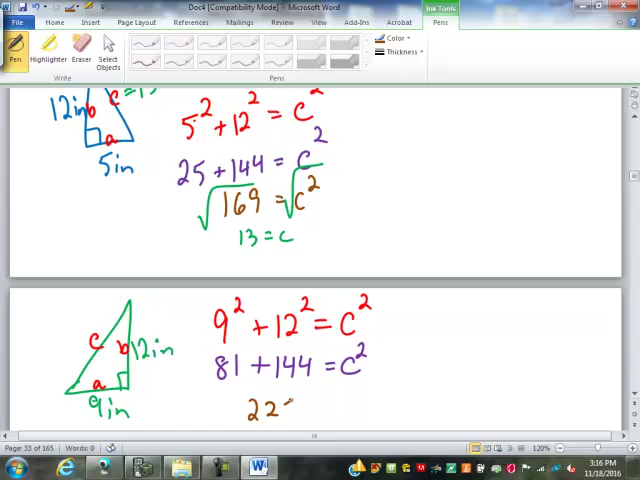 Doc4 [Compatibility Mode] - Microsoft Word
Ink Tools
File Home Insert Page Layout References Mailings Review View Add-Ins Acrobat Pens
Pen Highlighter Eraser Select Objects
Color
Thickness
Write Pens
12in b c
a
5in
5² + 12² = c²
25 + 144 = c²
√169 = √c²
13 = c
c b 12in
a
9in
9² + 12² = c²
81 + 144 = c²
22
Page: 33 of 165 Words: 0 120%
3:16 PM
11/18/2016